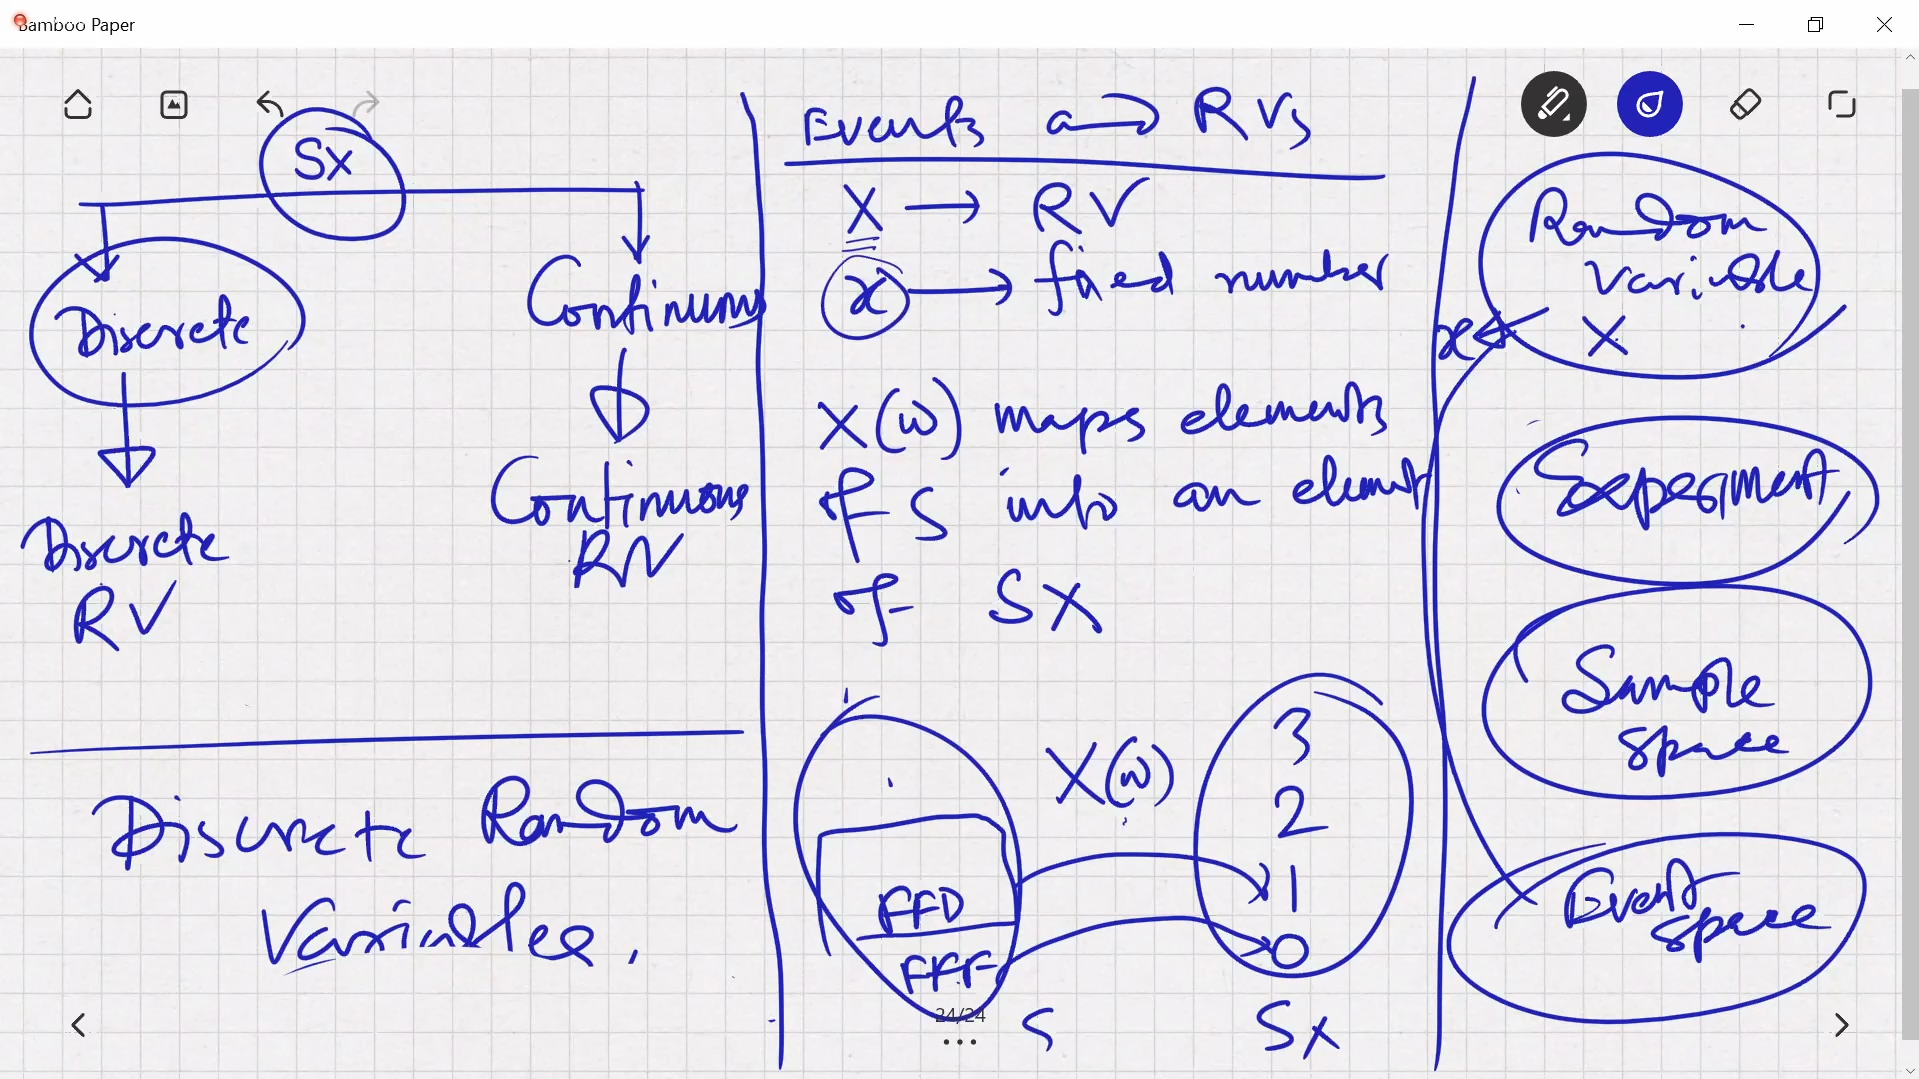 Bamboo Paper
Sx
Discrete
Continuous
Discrete
RV
Continuous
RV
Discrete Random
Variables.
Events a → RVs
X → RV
x → fixed number
X(w) maps elements
of S into an element
of SX
X(w)
3
2
1
0
FFD
FFF
S
Sx
24/24
Random
Variable
X
x
Experiment
Sample
Space
Event
Space